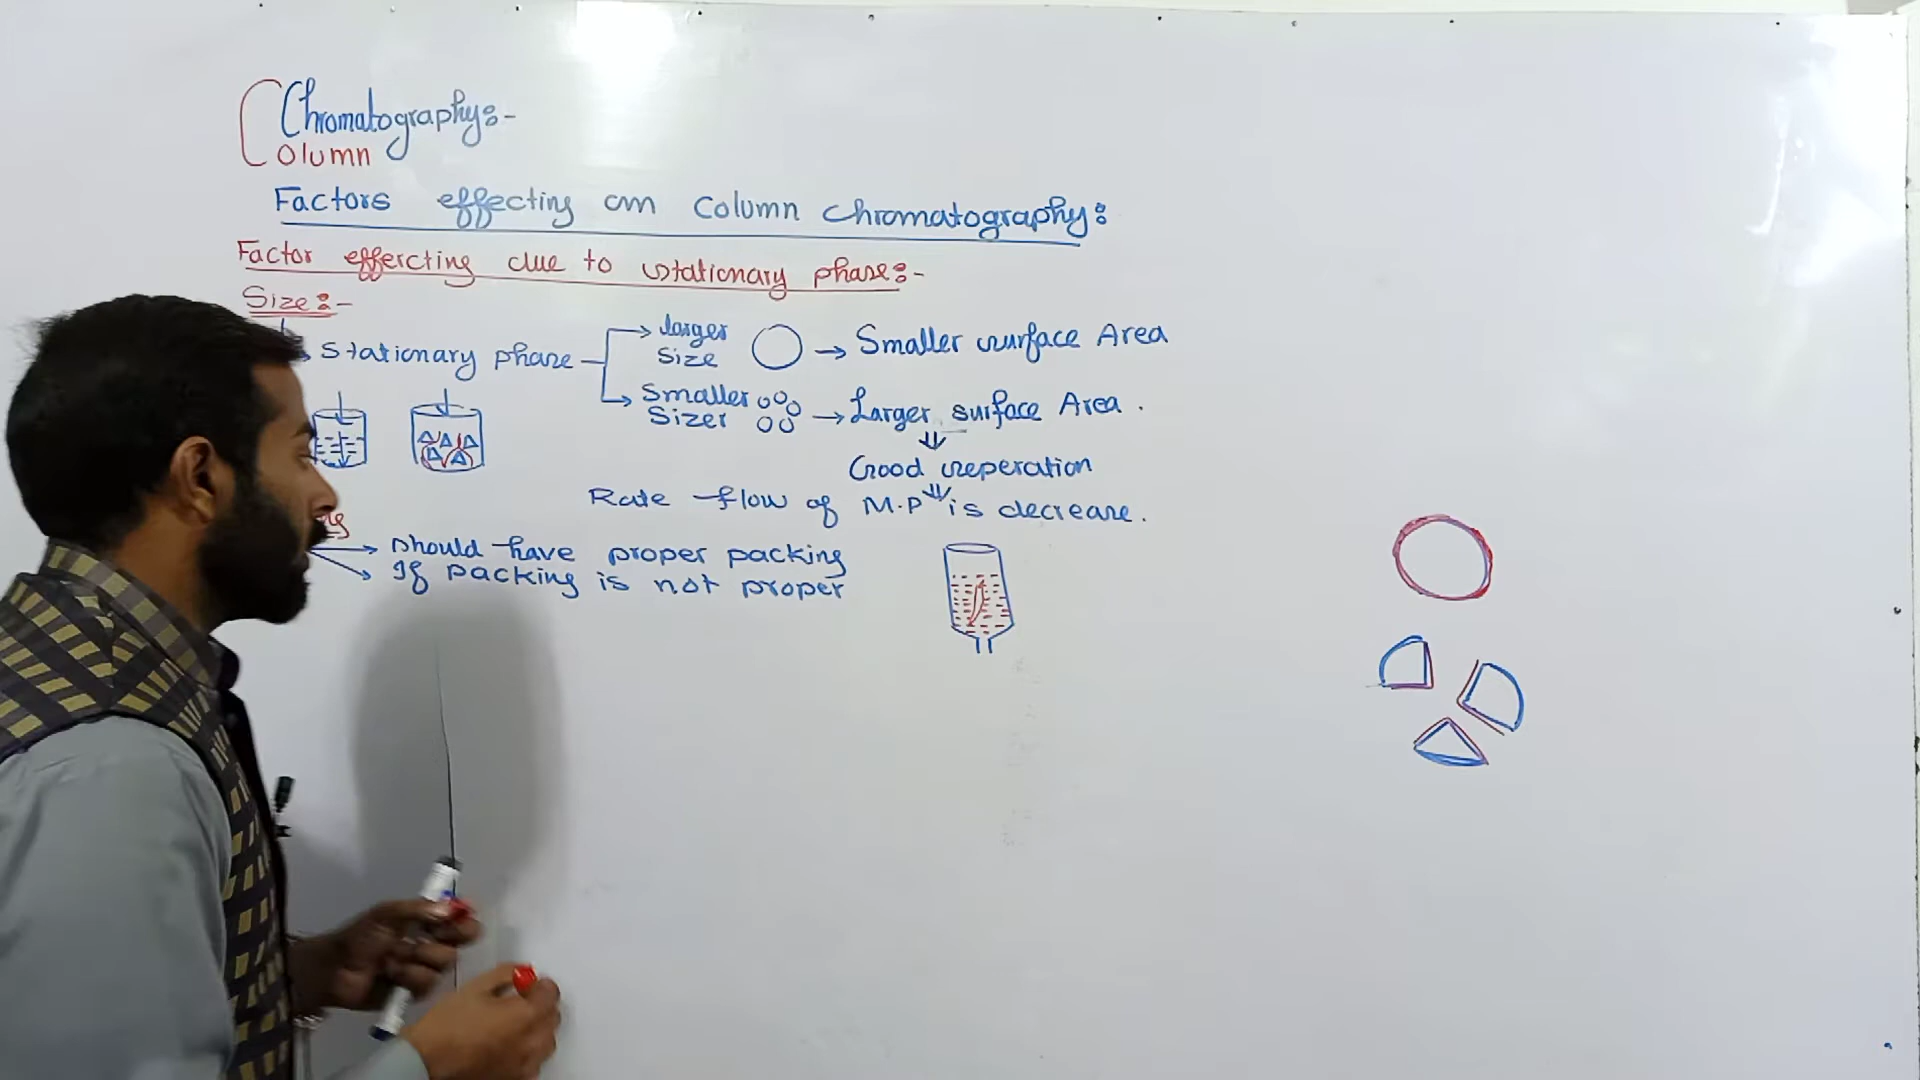 Chromatography:-
Column
Factors effecting on Column Chromatography:
Factor effercting due to stationary phase:-
Size:-
Stationary phase
larger Size → Smaller surface Area
Smaller Sizer → Larger surface Area.
⇓
Good seperation
⇓
Rate flow of M.P is decrease.
→ should have proper packing
→ If packing is not proper